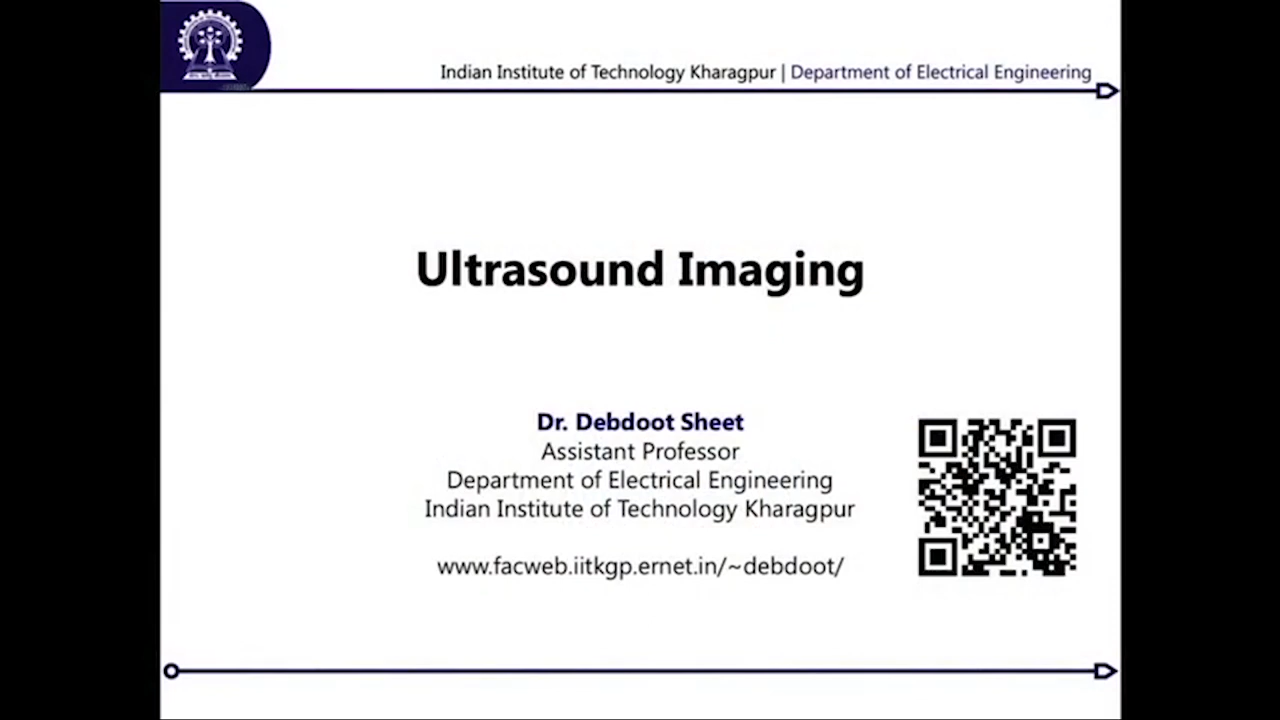 Indian Institute of Technology Kharagpur | Department of Electrical Engineering
Ultrasound Imaging
Dr. Debdoot Sheet
Assistant Professor
Department of Electrical Engineering
Indian Institute of Technology Kharagpur
www.facweb.iitkgp.ernet.in/~debdoot/